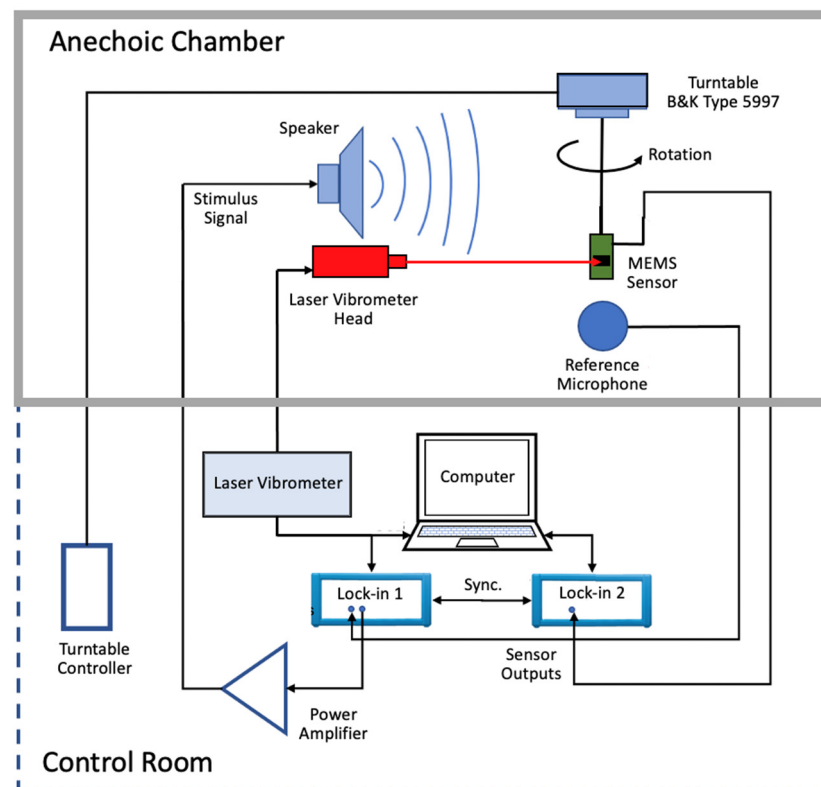 Anechoic Chamber
Turntable
B&K Type 5997
Speaker
Rotation
Stimulus
Signal
MEMS
Sensor
Laser Vibrometer
Head
Reference
Microphone
Laser Vibrometer
Computer
Lock-in 1
Sync.
Lock-in 2
Turntable
Controller
Sensor
Outputs
Power
Amplifier
Control Room